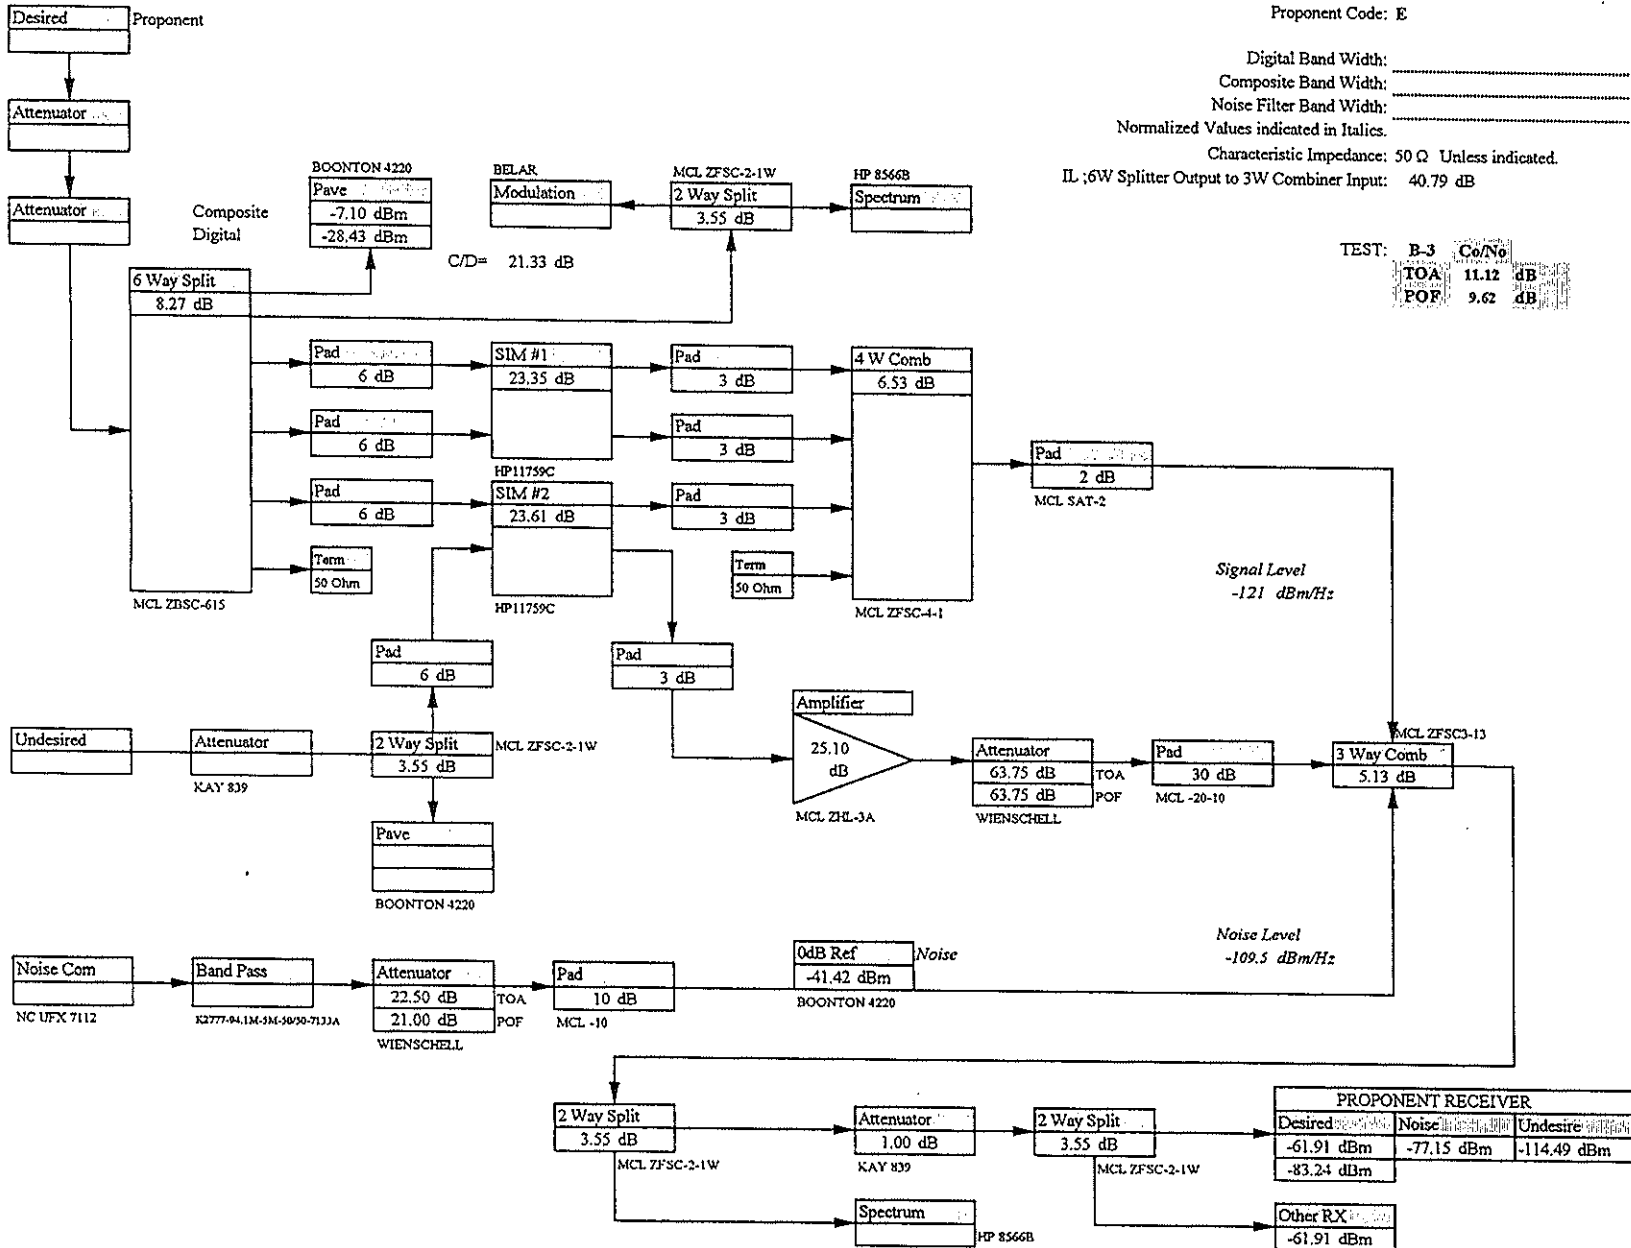 Desired
Proponent
Proponent Code: E
Digital Band Width:
Composite Band Width:
Noise Filter Band Width:
Normalized Values indicated in Italics.
Characteristic Impedance: 50 Ω Unless indicated.
IL ;6W Splitter Output to 3W Combiner Input: 40.79 dB
TEST: B-3 Co/No
TOA 11.12 dB
POF 9.62 dB
Attenuator
Attenuator
Composite
Digital
BOONTON 4220
Pave
-7.10 dBm
-28.43 dBm
C/D= 21.33 dB
BELAR
Modulation
MCL ZFSC-2-1W
2 Way Split
3.55 dB
HP 8566B
Spectrum
6 Way Split
8.27 dB
MCL ZBSC-615
Pad
6 dB
SIM #1
23.35 dB
Pad
3 dB
4 W Comb
6.53 dB
Pad
6 dB
HP11759C
Pad
3 dB
Pad
6 dB
SIM #2
23.61 dB
HP11759C
Pad
3 dB
Term
50 Ohm
Term
50 Ohm
MCL ZFSC-4-1
Pad
2 dB
MCL SAT-2
Signal Level
-121 dBm/Hz
Pad
6 dB
Pad
3 dB
Undesired
Attenuator
KAY 839
2 Way Split
3.55 dB
MCL ZFSC-2-1W
Pave
BOONTON 4220
Amplifier
25.10
dB
MCL ZHL-3A
Attenuator
63.75 dB TOA
63.75 dB POF
WIENSCHELL
Pad
30 dB
MCL -20-10
MCL ZFSC3-13
3 Way Comb
5.13 dB
Noise Level
-109.5 dBm/Hz
Noise Com
NC UFX 7112
Band Pass
K2777-94.1M-5M-50/50-7133A
Attenuator
22.50 dB TOA
21.00 dB POF
WIENSCHELL
Pad
10 dB
MCL -10
0dB Ref Noise
-41.42 dBm
BOONTON 4220
2 Way Split
3.55 dB
MCL ZFSC-2-1W
Attenuator
1.00 dB
KAY 839
2 Way Split
3.55 dB
MCL ZFSC-2-1W
PROPONENT RECEIVER
Desired Noise Undesire
-61.91 dBm -77.15 dBm -114.49 dBm
-83.24 dBm
Spectrum
HP 8566B
Other RX
-61.91 dBm